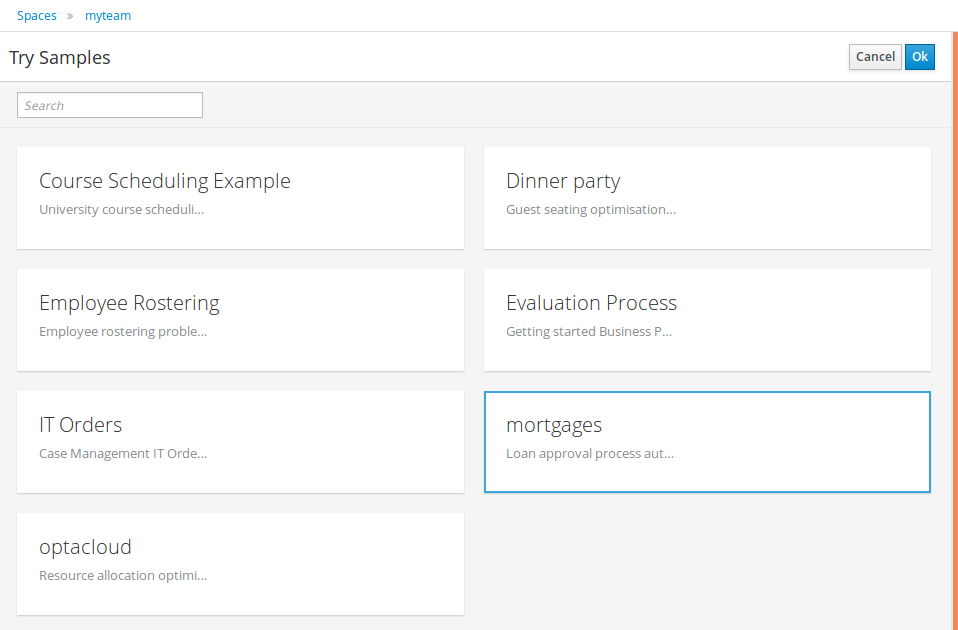 Spaces » myteam
Try Samples
Cancel Ok
Search
Course Scheduling Example
University course scheduli...
Dinner party
Guest seating optimisation...
Employee Rostering
Employee rostering proble...
Evaluation Process
Getting started Business P...
IT Orders
Case Management IT Orde...
mortgages
Loan approval process aut...
optacloud
Resource allocation optimi...